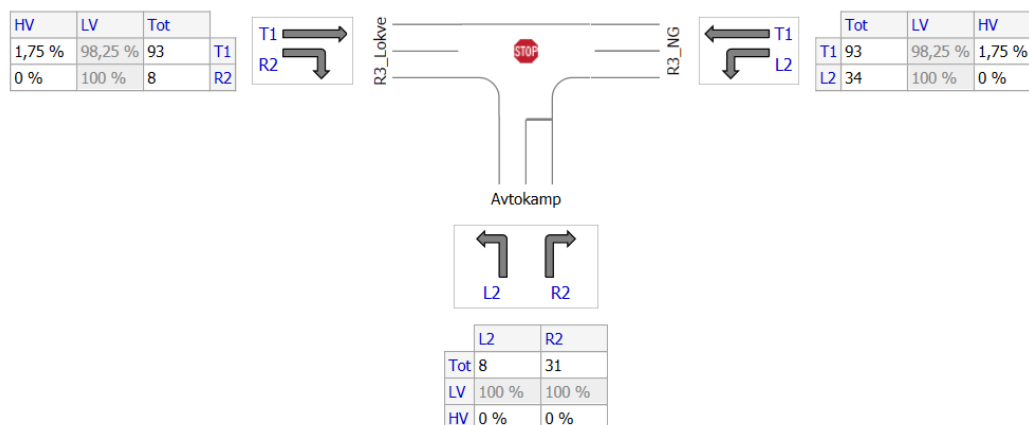 HV LV Tot
1,75 % 98,25 % 93 T1
0 % 100 % 8 R2
T1
R2
R3_Lokve
STOP
R3_NG
T1
L2
Tot LV HV
T1 93 98,25 % 1,75 %
L2 34 100 % 0 %
Avtokamp
L2 R2
L2 R2
Tot 8 31
LV 100 % 100 %
HV 0 % 0 %